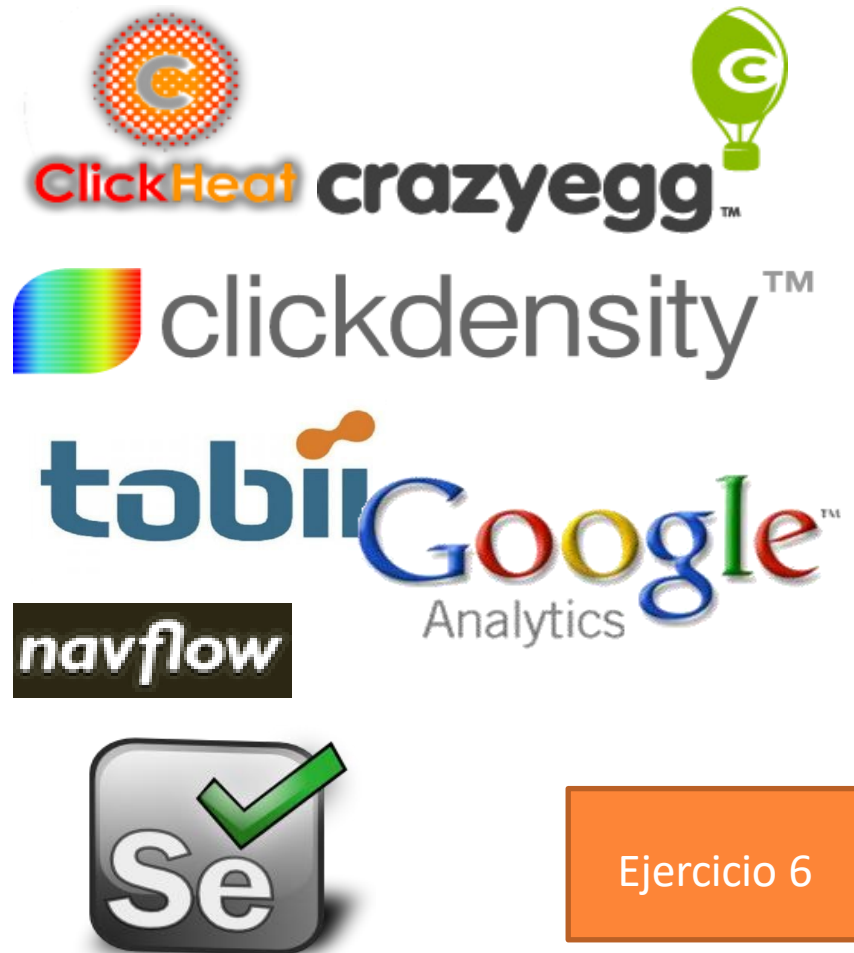 C
ClickHeat
c
crazyegg™
clickdensity™
tobii
Google™
Analytics
navflow
Se
Ejercicio 6